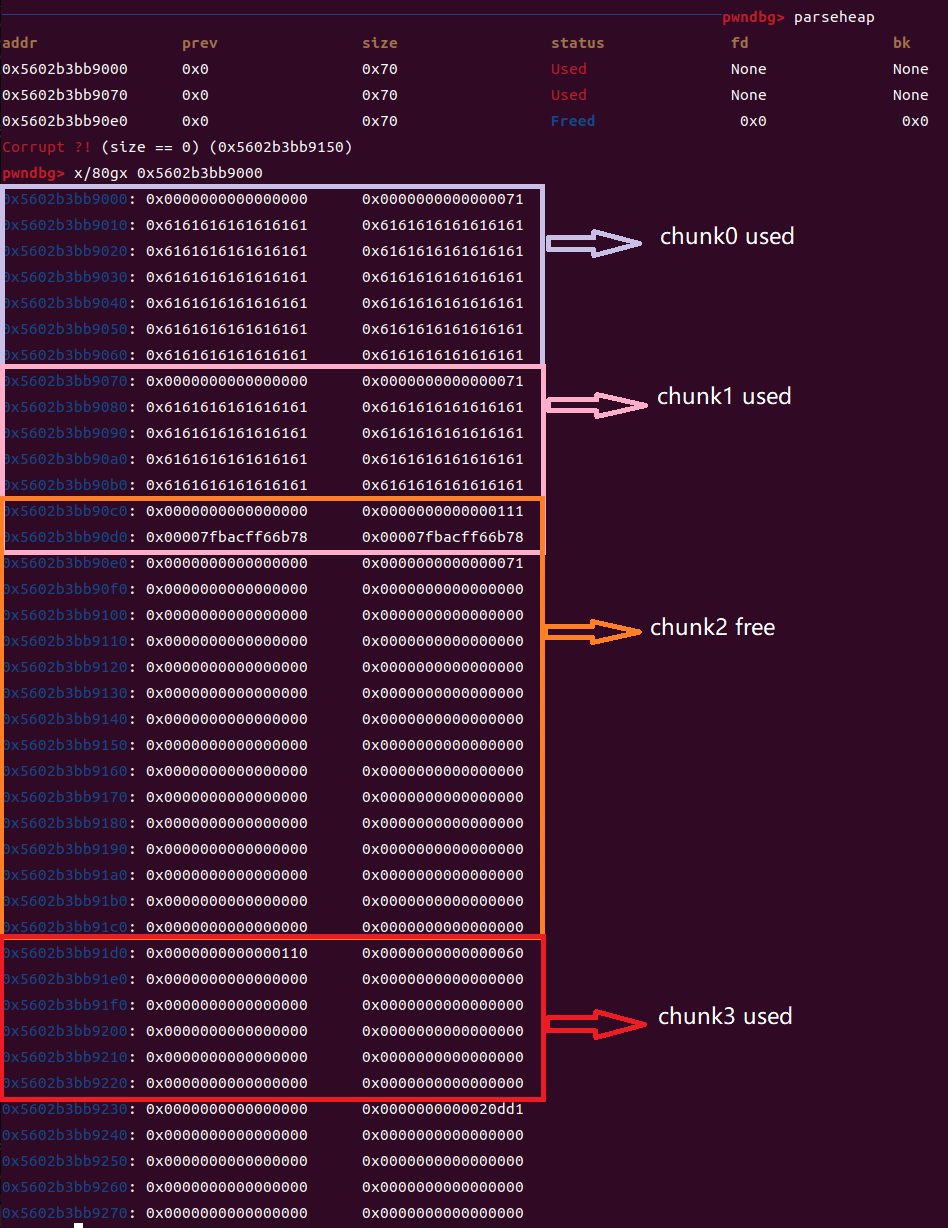 pwndbg> parseheap
addr prev size status fd bk
0x5602b3bb9000 0x0 0x70 Used None None
0x5602b3bb9070 0x0 0x70 Used None None
0x5602b3bb90e0 0x0 0x70 Freed 0x0 0x0
Corrupt ?! (size == 0) (0x5602b3bb9150)
pwndbg> x/80gx 0x5602b3bb9000
0x5602b3bb9000: 0x0000000000000000 0x0000000000000071
0x5602b3bb9010: 0x6161616161616161 0x6161616161616161
chunk0 used
0x5602b3bb9020: 0x6161616161616161 0x6161616161616161
0x5602b3bb9030: 0x6161616161616161 0x6161616161616161
0x5602b3bb9040: 0x6161616161616161 0x6161616161616161
0x5602b3bb9050: 0x6161616161616161 0x6161616161616161
0x5602b3bb9060: 0x6161616161616161 0x6161616161616161
0x5602b3bb9070: 0x0000000000000000 0x0000000000000071
chunk1 used
0x5602b3bb9080: 0x6161616161616161 0x6161616161616161
0x5602b3bb9090: 0x6161616161616161 0x6161616161616161
0x5602b3bb90a0: 0x6161616161616161 0x6161616161616161
0x5602b3bb90b0: 0x6161616161616161 0x6161616161616161
0x5602b3bb90c0: 0x0000000000000000 0x0000000000000111
0x5602b3bb90d0: 0x00007fbacff66b78 0x00007fbacff66b78
0x5602b3bb90e0: 0x0000000000000000 0x0000000000000071
0x5602b3bb90f0: 0x0000000000000000 0x0000000000000000
0x5602b3bb9100: 0x0000000000000000 0x0000000000000000
chunk2 free
0x5602b3bb9110: 0x0000000000000000 0x0000000000000000
0x5602b3bb9120: 0x0000000000000000 0x0000000000000000
0x5602b3bb9130: 0x0000000000000000 0x0000000000000000
0x5602b3bb9140: 0x0000000000000000 0x0000000000000000
0x5602b3bb9150: 0x0000000000000000 0x0000000000000000
0x5602b3bb9160: 0x0000000000000000 0x0000000000000000
0x5602b3bb9170: 0x0000000000000000 0x0000000000000000
0x5602b3bb9180: 0x0000000000000000 0x0000000000000000
0x5602b3bb9190: 0x0000000000000000 0x0000000000000000
0x5602b3bb91a0: 0x0000000000000000 0x0000000000000000
0x5602b3bb91b0: 0x0000000000000000 0x0000000000000000
0x5602b3bb91c0: 0x0000000000000000 0x0000000000000000
0x5602b3bb91d0: 0x0000000000000110 0x0000000000000060
0x5602b3bb91e0: 0x0000000000000000 0x0000000000000000
0x5602b3bb91f0: 0x0000000000000000 0x0000000000000000
chunk3 used
0x5602b3bb9200: 0x0000000000000000 0x0000000000000000
0x5602b3bb9210: 0x0000000000000000 0x0000000000000000
0x5602b3bb9220: 0x0000000000000000 0x0000000000000000
0x5602b3bb9230: 0x0000000000000000 0x0000000000020dd1
0x5602b3bb9240: 0x0000000000000000 0x0000000000000000
0x5602b3bb9250: 0x0000000000000000 0x0000000000000000
0x5602b3bb9260: 0x0000000000000000 0x0000000000000000
0x5602b3bb9270: 0x0000000000000000 0x0000000000000000